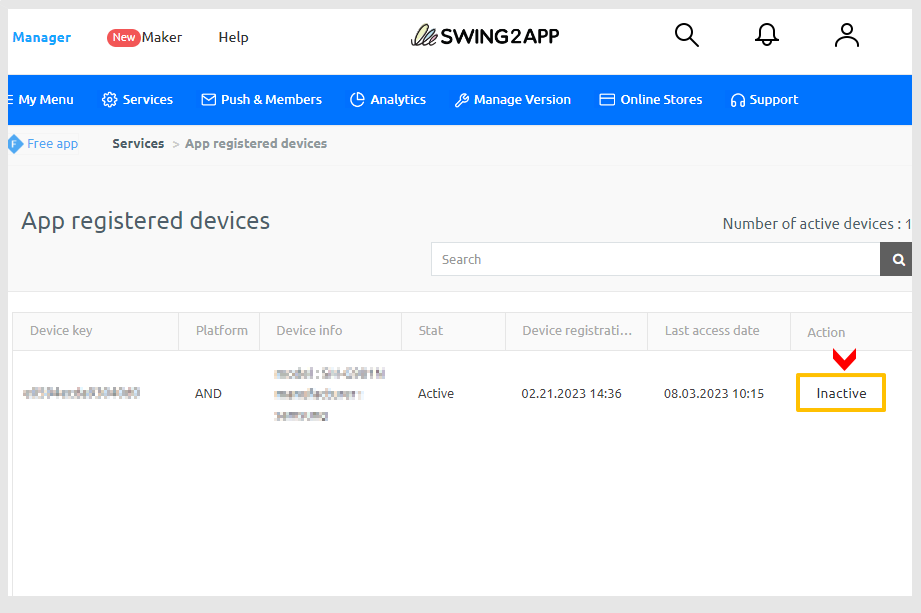 Manager New Maker Help SWING2APP
My Menu Services Push & Members Analytics Manage Version Online Stores Support
F Free app Services > App registered devices
App registered devices
Number of active devices : 1
Search
Device key Platform Device info Stat Device registrati... Last access date Action
AND Active 02.21.2023 14:36 08.03.2023 10:15 Inactive